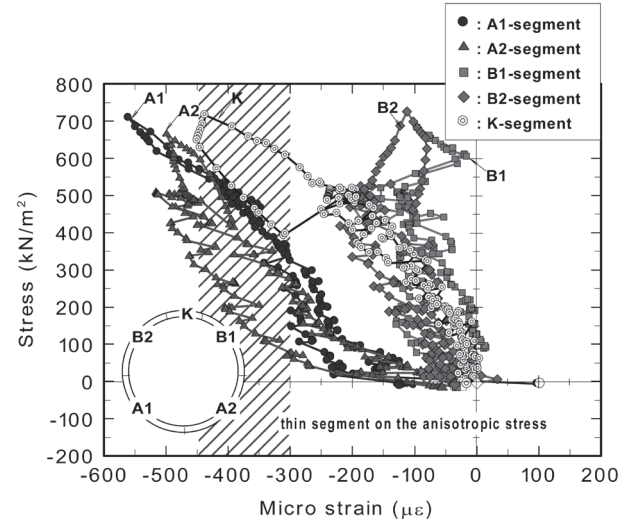 : A1-segment
: A2-segment
: B1-segment
: B2-segment
: K-segment
800
700
600
500
400
300
200
100
0
-100
-200
Stress (kN/m²)
A1
A2
K
B2
B1
K
B2
B1
A1
A2
thin segment on the anisotropic stress
-600 -500 -400 -300 -200 -100 0 100 200
Micro strain (με)